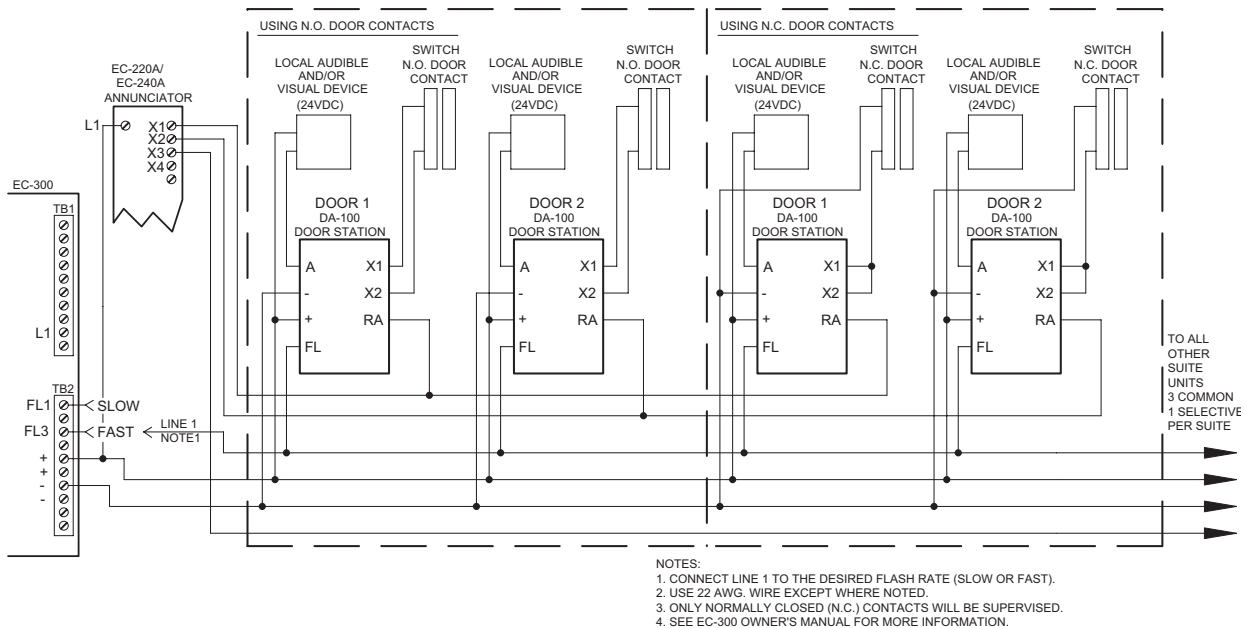 USING N.O. DOOR CONTACTS
USING N.C. DOOR CONTACTS
EC-220A/
EC-240A
ANNUNCIATOR
L1
X1
X2
X3
X4
EC-300
TB1
L1
TB2
FL1
SLOW
FL3
FAST
LINE 1
NOTE1
+
+
-
-
LOCAL AUDIBLE
AND/OR
VISUAL DEVICE
(24VDC)
SWITCH
N.O. DOOR
CONTACT
DOOR 1
DA-100
DOOR STATION
A
-
+
FL
X1
X2
RA
LOCAL AUDIBLE
AND/OR
VISUAL DEVICE
(24VDC)
SWITCH
N.O. DOOR
CONTACT
DOOR 2
DA-100
DOOR STATION
A
-
+
FL
X1
X2
RA
LOCAL AUDIBLE
AND/OR
VISUAL DEVICE
(24VDC)
SWITCH
N.C. DOOR
CONTACT
DOOR 1
DA-100
DOOR STATION
A
-
+
FL
X1
X2
RA
LOCAL AUDIBLE
AND/OR
VISUAL DEVICE
(24VDC)
SWITCH
N.C. DOOR
CONTACT
DOOR 2
DA-100
DOOR STATION
A
-
+
FL
X1
X2
RA
TO ALL
OTHER
SUITE
UNITS
3 COMMON
1 SELECTIVE
PER SUITE
NOTES:
1. CONNECT LINE 1 TO THE DESIRED FLASH RATE (SLOW OR FAST).
2. USE 22 AWG. WIRE EXCEPT WHERE NOTED.
3. ONLY NORMALLY CLOSED (N.C.) CONTACTS WILL BE SUPERVISED.
4. SEE EC-300 OWNER'S MANUAL FOR MORE INFORMATION.